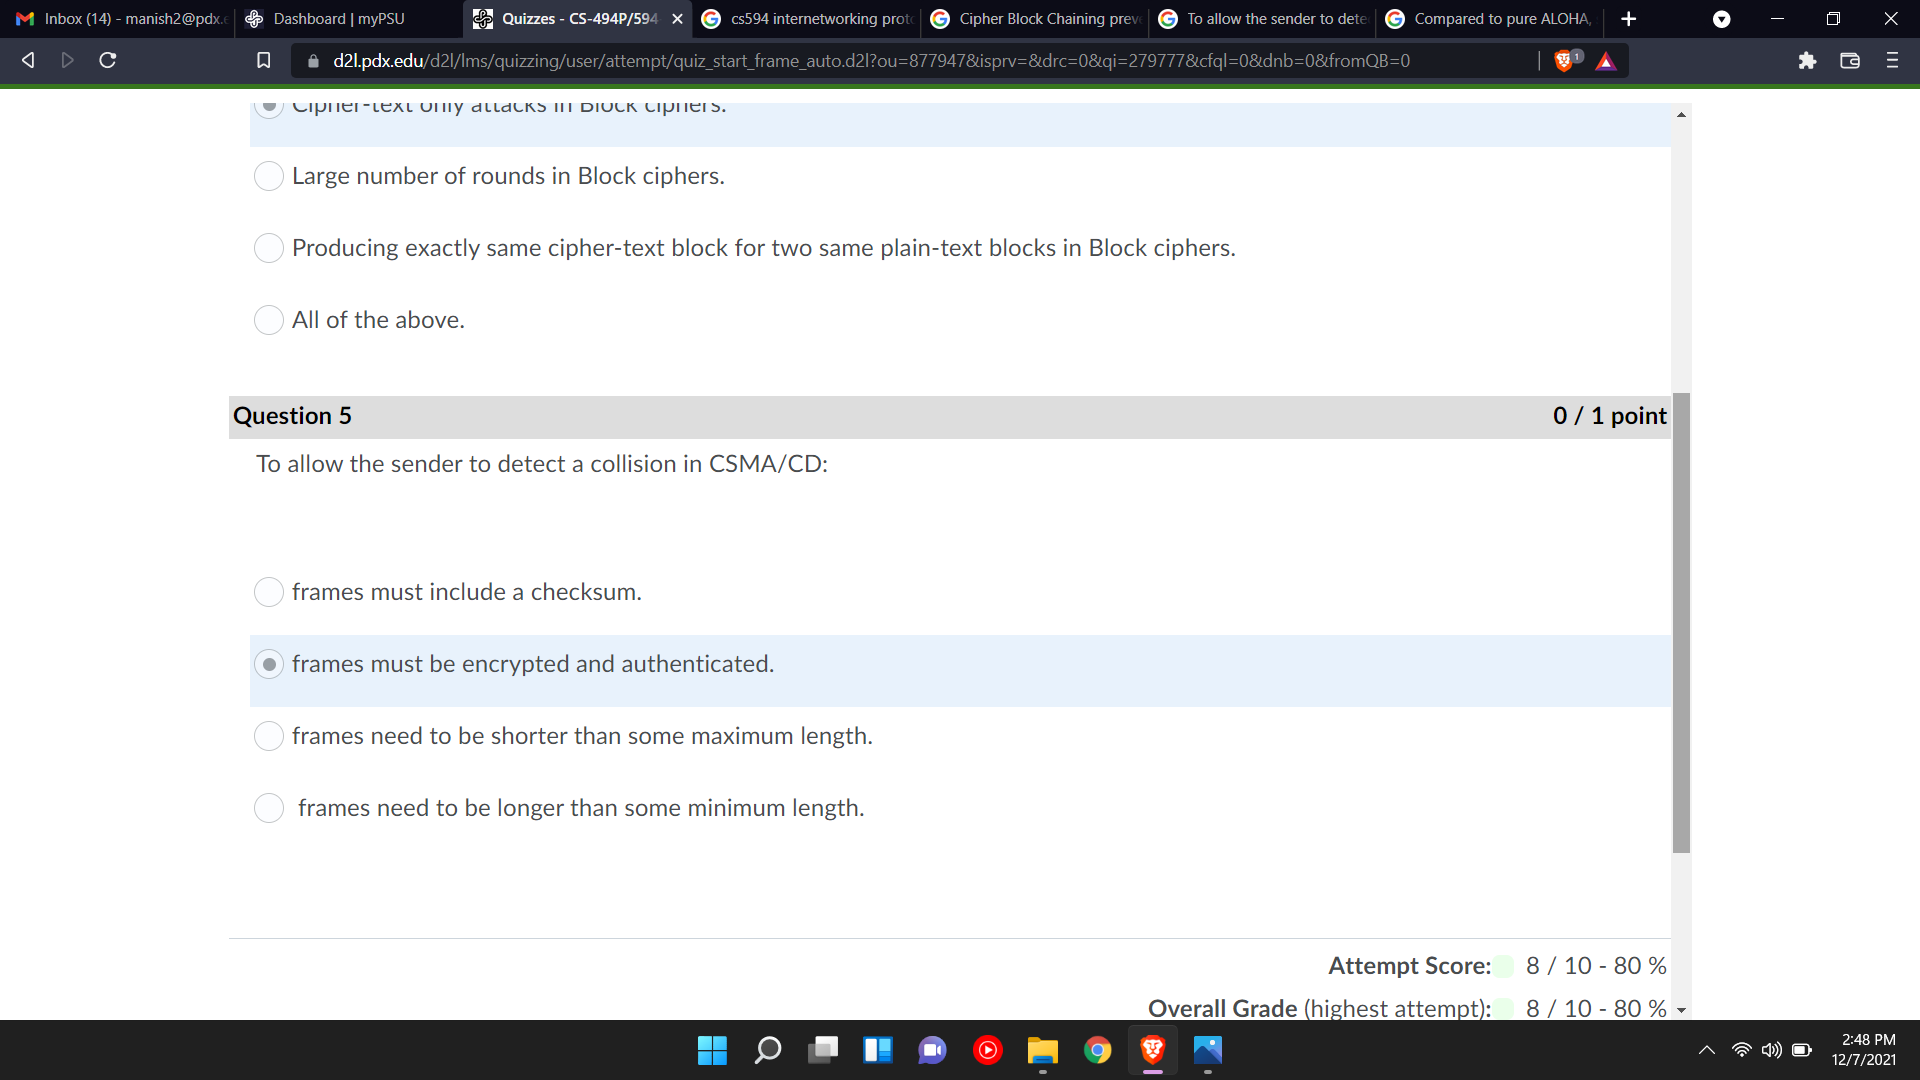 Inbox (14) - manish2@pdx.e
Dashboard | myPSU
Quizzes - CS-494P/594
cs594 internetworking proto
Cipher Block Chaining preve
To allow the sender to dete
Compared to pure ALOHA,
d2l.pdx.edu/d2l/lms/quizzing/user/attempt/quiz_start_frame_auto.d2l?ou=877947&isprv=&drc=0&qi=279777&cfql=0&dnb=0&fromQB=0
1
Cipher-text only attacks in Block ciphers.
Large number of rounds in Block ciphers.
Producing exactly same cipher-text block for two same plain-text blocks in Block ciphers.
All of the above.
Question 5
0 / 1 point
To allow the sender to detect a collision in CSMA/CD:
frames must include a checksum.
frames must be encrypted and authenticated.
frames need to be shorter than some maximum length.
frames need to be longer than some minimum length.
Attempt Score: 8 / 10 - 80 %
Overall Grade (highest attempt): 8 / 10 - 80 %
2:48 PM
12/7/2021